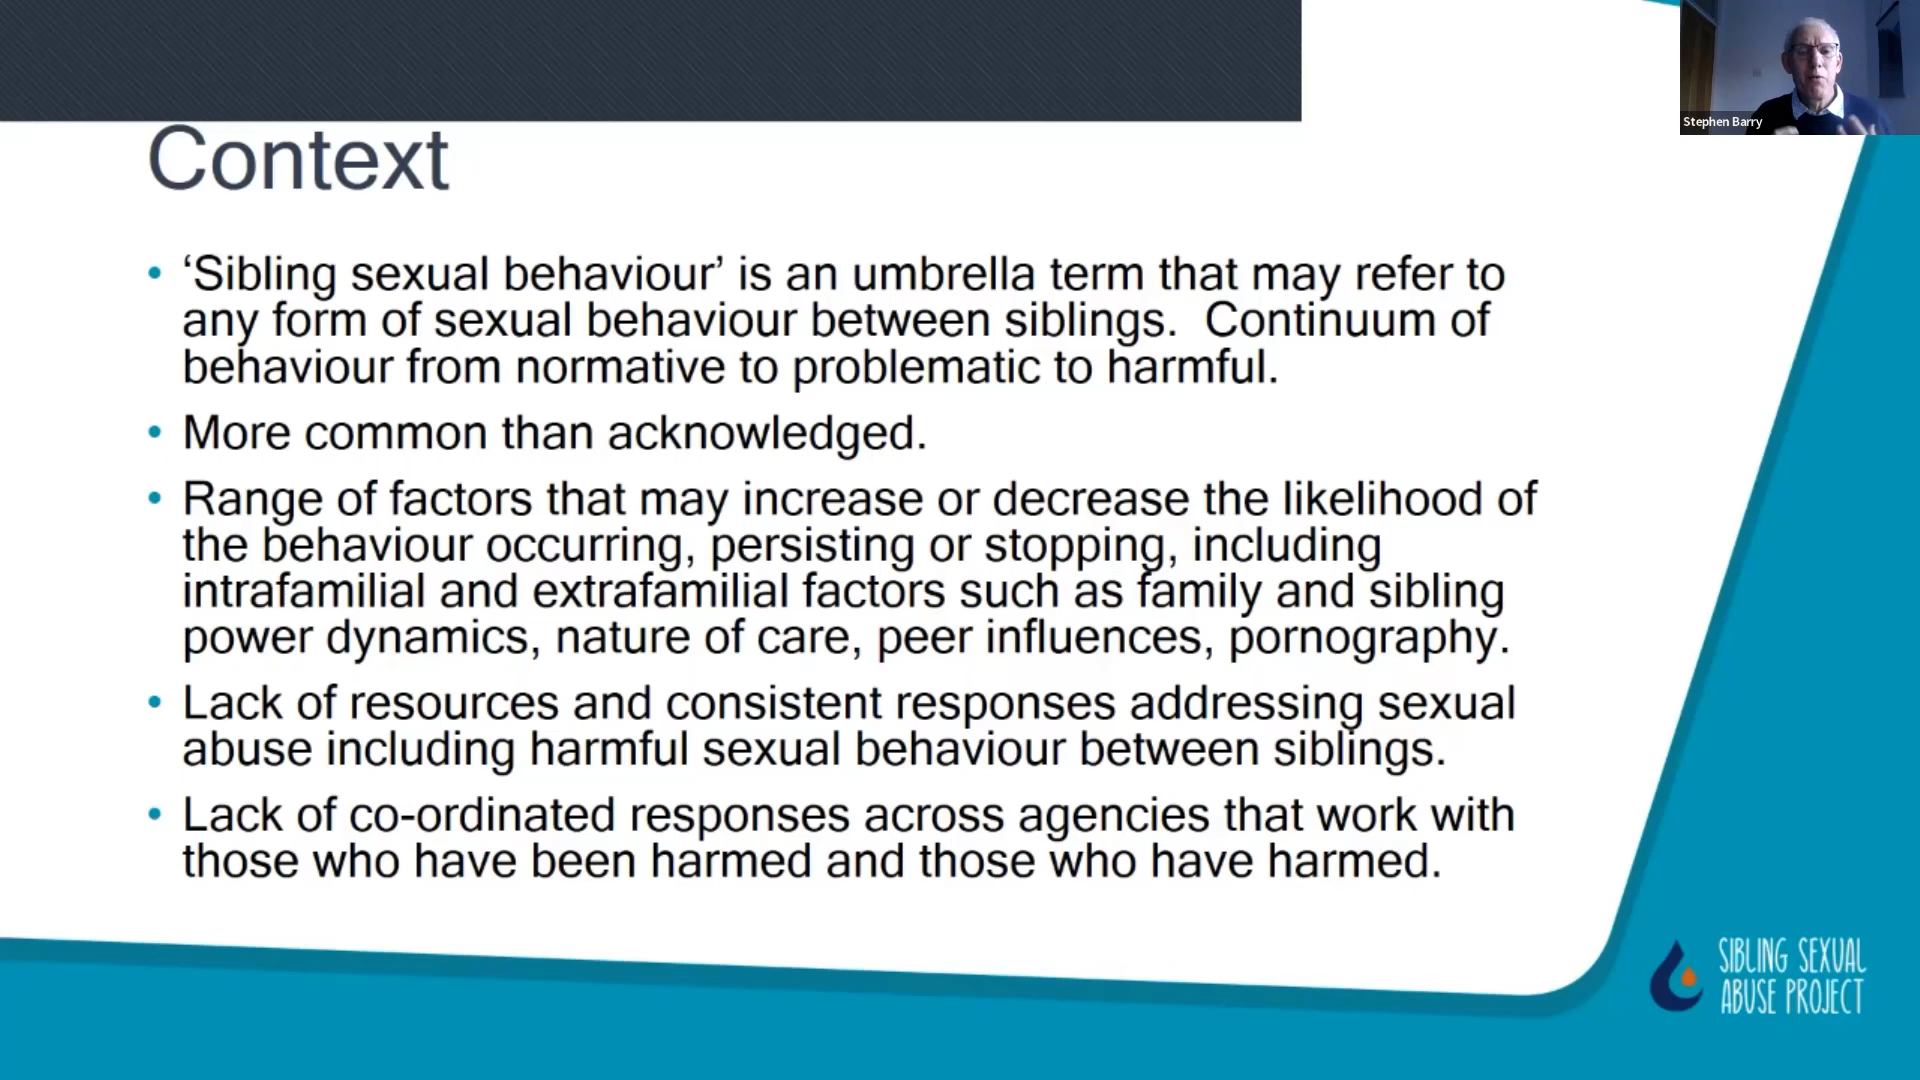 Stephen Barry
Context
• ‘Sibling sexual behaviour’ is an umbrella term that may refer to
any form of sexual behaviour between siblings.  Continuum of
behaviour from normative to problematic to harmful.
• More common than acknowledged.
• Range of factors that may increase or decrease the likelihood of
the behaviour occurring, persisting or stopping, including
intrafamilial and extrafamilial factors such as family and sibling
power dynamics, nature of care, peer influences, pornography.
• Lack of resources and consistent responses addressing sexual
abuse including harmful sexual behaviour between siblings.
• Lack of co-ordinated responses across agencies that work with
those who have been harmed and those who have harmed.
SIBLING SEXUAL
ABUSE PROJECT